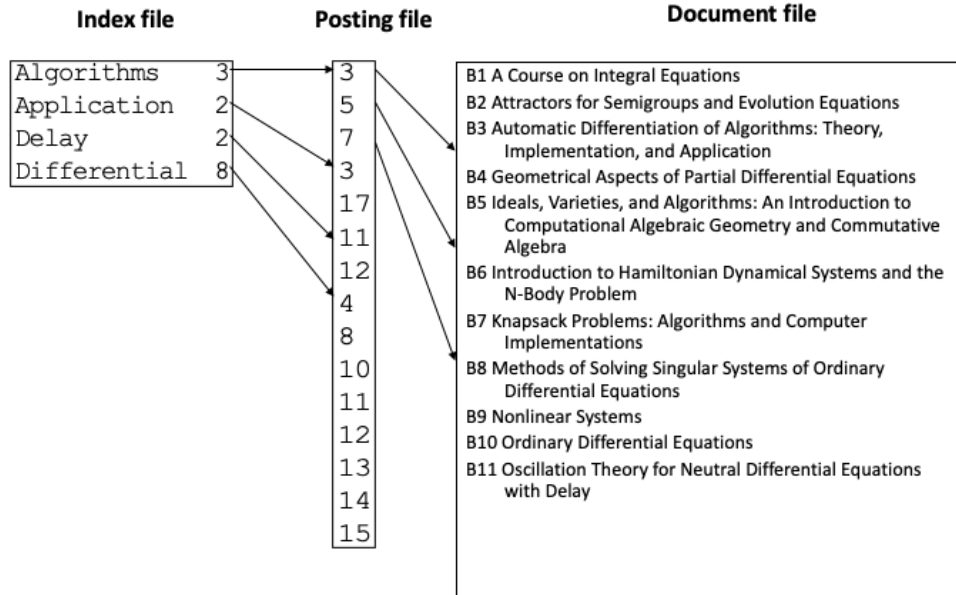 Index file
Posting file
Document file
Algorithms 3
Application 2
Delay 2
Differential 8
3
5
7
3
17
11
12
4
8
10
11
12
13
14
15
B1 A Course on Integral Equations
B2 Attractors for Semigroups and Evolution Equations
B3 Automatic Differentiation of Algorithms: Theory,
Implementation, and Application
B4 Geometrical Aspects of Partial Differential Equations
B5 Ideals, Varieties, and Algorithms: An Introduction to
Computational Algebraic Geometry and Commutative
Algebra
B6 Introduction to Hamiltonian Dynamical Systems and the
N-Body Problem
B7 Knapsack Problems: Algorithms and Computer
Implementations
B8 Methods of Solving Singular Systems of Ordinary
Differential Equations
B9 Nonlinear Systems
B10 Ordinary Differential Equations
B11 Oscillation Theory for Neutral Differential Equations
with Delay